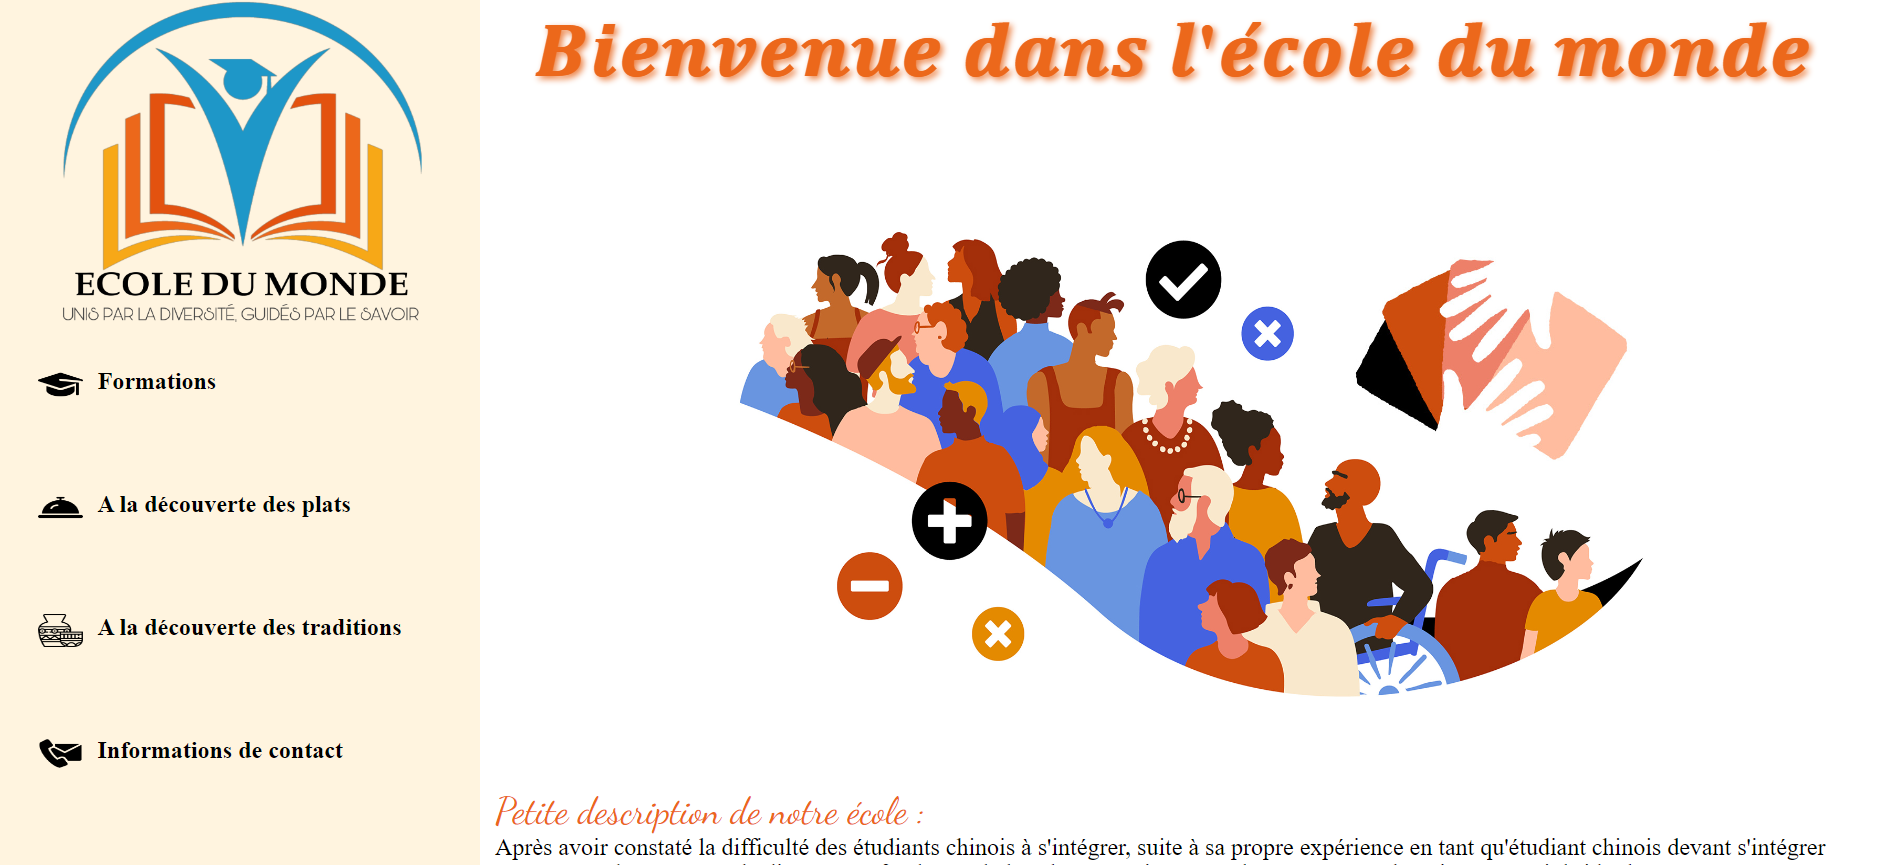 ECOLE DU MONDE
UNIS PAR LA DIVERSITÉ, GUIDÉS PAR LE SAVOIR
Formations
A la découverte des plats
A la découverte des traditions
Informations de contact
Bienvenue dans l'école du monde
Petite description de notre école :
Après avoir constaté la difficulté des étudiants chinois à s'intégrer, suite à sa propre expérience en tant qu'étudiant chinois devant s'intégrer